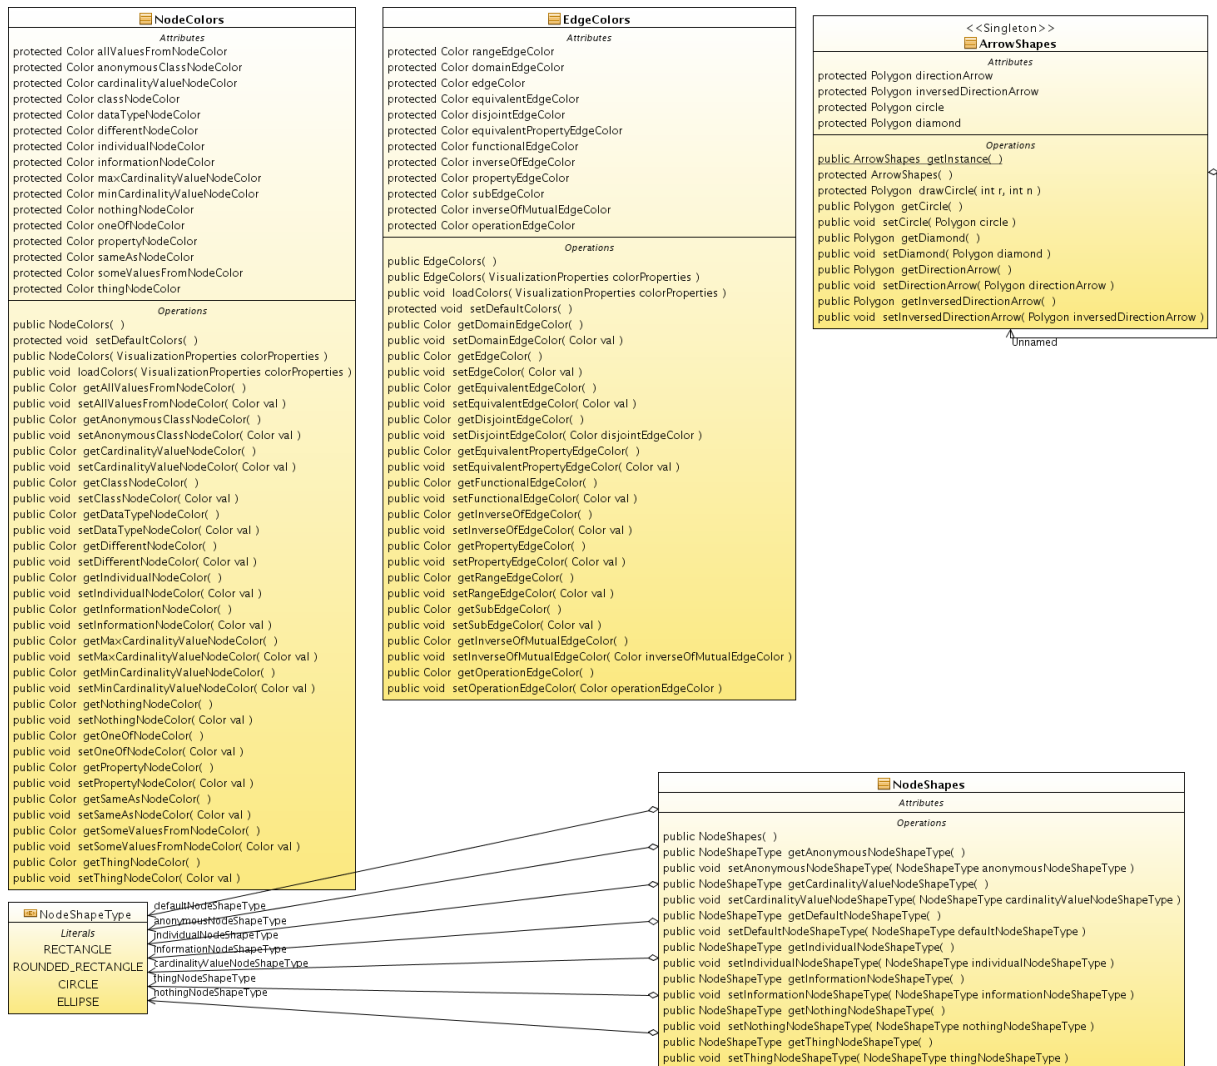 NodeColors
Attributes
protected Color allValuesFromNodeColor
protected Color anonymousClassNodeColor
protected Color cardinalityValueNodeColor
protected Color classNodeColor
protected Color dataTypeNodeColor
protected Color differentNodeColor
protected Color individualNodeColor
protected Color informationNodeColor
protected Color maxCardinalityValueNodeColor
protected Color minCardinalityValueNodeColor
protected Color nothingNodeColor
protected Color oneOfNodeColor
protected Color propertyNodeColor
protected Color sameAsNodeColor
protected Color someValuesFromNodeColor
protected Color thingNodeColor
Operations
public NodeColors( )
protected void setDefaultColors( )
public NodeColors( VisualizationProperties colorProperties )
public void loadColors( VisualizationProperties colorProperties )
public Color getAllValuesFromNodeColor( )
public void setAllValuesFromNodeColor( Color val )
public Color getAnonymousClassNodeColor( )
public void setAnonymousClassNodeColor( Color val )
public Color getCardinalityValueNodeColor( )
public void setCardinalityValueNodeColor( Color val )
public Color getClassNodeColor( )
public void setClassNodeColor( Color val )
public Color getDataTypeNodeColor( )
public void setDataTypeNodeColor( Color val )
public Color getDifferentNodeColor( )
public void setDifferentNodeColor( Color val )
public Color getIndividualNodeColor( )
public void setIndividualNodeColor( Color val )
public Color getInformationNodeColor( )
public void setInformationNodeColor( Color val )
public Color getMaxCardinalityValueNodeColor( )
public void setMaxCardinalityValueNodeColor( Color val )
public Color getMinCardinalityValueNodeColor( )
public void setMinCardinalityValueNodeColor( Color val )
public Color getNothingNodeColor( )
public void setNothingNodeColor( Color val )
public Color getOneOfNodeColor( )
public void setOneOfNodeColor( Color val )
public Color getPropertyNodeColor( )
public void setPropertyNodeColor( Color val )
public Color getSameAsNodeColor( )
public void setSameAsNodeColor( Color val )
public Color getSomeValuesFromNodeColor( )
public void setSomeValuesFromNodeColor( Color val )
public Color getThingNodeColor( )
public void setThingNodeColor( Color val )
EdgeColors
Attributes
protected Color rangeEdgeColor
protected Color domainEdgeColor
protected Color edgeColor
protected Color equivalentEdgeColor
protected Color disjointEdgeColor
protected Color equivalentPropertyEdgeColor
protected Color functionalEdgeColor
protected Color inverseOfEdgeColor
protected Color propertyEdgeColor
protected Color subEdgeColor
protected Color inverseOfMutualEdgeColor
protected Color operationEdgeColor
Operations
public EdgeColors( )
public EdgeColors( VisualizationProperties colorProperties )
public void loadColors( VisualizationProperties colorProperties )
protected void setDefaultColors( )
public Color getDomainEdgeColor( )
public void setDomainEdgeColor( Color val )
public Color getEdgeColor( )
public void setEdgeColor( Color val )
public Color getEquivalentEdgeColor( )
public void setEquivalentEdgeColor( Color val )
public Color getDisjointEdgeColor( )
public void setDisjointEdgeColor( Color disjointEdgeColor )
public Color getEquivalentPropertyEdgeColor( )
public void setEquivalentPropertyEdgeColor( Color val )
public Color getFunctionalEdgeColor( )
public void setFunctionalEdgeColor( Color val )
public Color getInverseOfEdgeColor( )
public void setInverseOfEdgeColor( Color val )
public Color getPropertyEdgeColor( )
public void setPropertyEdgeColor( Color val )
public Color getRangeEdgeColor( )
public void setRangeEdgeColor( Color val )
public Color getSubEdgeColor( )
public void setSubEdgeColor( Color val )
public Color getInverseOfMutualEdgeColor( )
public void setInverseOfMutualEdgeColor( Color inverseOfMutualEdgeColor )
public Color getOperationEdgeColor( )
public void setOperationEdgeColor( Color operationEdgeColor )
<<Singleton>>
ArrowShapes
Attributes
protected Polygon directionArrow
protected Polygon inversedDirectionArrow
protected Polygon circle
protected Polygon diamond
Operations
public ArrowShapes getInstance( )
protected ArrowShapes( )
protected Polygon drawCircle( int r, int n )
public Polygon getCircle( )
public void setCircle( Polygon circle )
public Polygon getDiamond( )
public void setDiamond( Polygon diamond )
public Polygon getDirectionArrow( )
public void setDirectionArrow( Polygon directionArrow )
public Polygon getInversedDirectionArrow( )
public void setInversedDirectionArrow( Polygon inversedDirectionArrow )
Unnamed
NodeShapeType
Literals
RECTANGLE
ROUNDED_RECTANGLE
CIRCLE
ELLIPSE
defaultNodeShapeType
anonymousNodeShapeType
individualNodeShapeType
informationNodeShapeType
cardinalityValueNodeShapeType
thingNodeShapeType
nothingNodeShapeType
NodeShapes
Attributes
Operations
public NodeShapes( )
public NodeShapeType getAnonymousNodeShapeType( )
public void setAnonymousNodeShapeType( NodeShapeType anonymousNodeShapeType )
public NodeShapeType getCardinalityValueNodeShapeType( )
public void setCardinalityValueNodeShapeType( NodeShapeType cardinalityValueNodeShapeType )
public NodeShapeType getDefaultNodeShapeType( )
public void setDefaultNodeShapeType( NodeShapeType defaultNodeShapeType )
public NodeShapeType getIndividualNodeShapeType( )
public void setIndividualNodeShapeType( NodeShapeType individualNodeShapeType )
public NodeShapeType getInformationNodeShapeType( )
public void setInformationNodeShapeType( NodeShapeType informationNodeShapeType )
public NodeShapeType getNothingNodeShapeType( )
public void setNothingNodeShapeType( NodeShapeType nothingNodeShapeType )
public NodeShapeType getThingNodeShapeType( )
public void setThingNodeShapeType( NodeShapeType thingNodeShapeType )